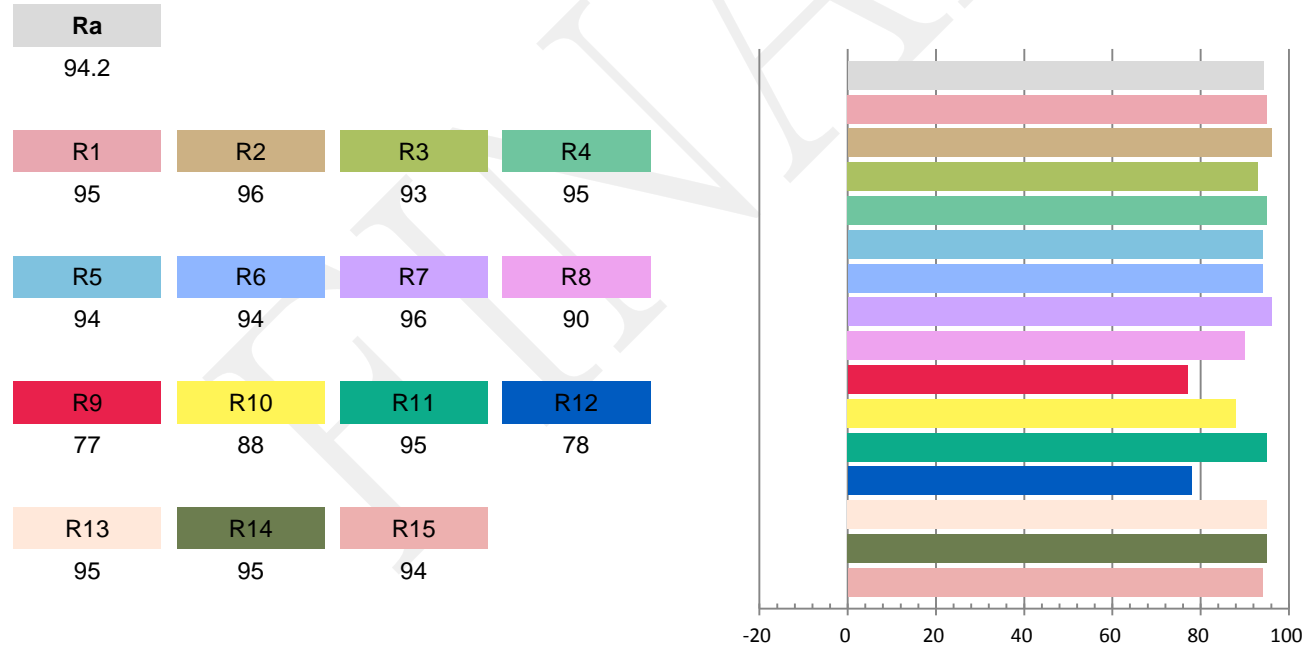 Ra
94.2
R1 R2 R3 R4
95 96 93 95
R5 R6 R7 R8
94 94 96 90
R9 R10 R11 R12
77 88 95 78
R13 R14 R15
95 95 94
-20 0 20 40 60 80 100
FINAL